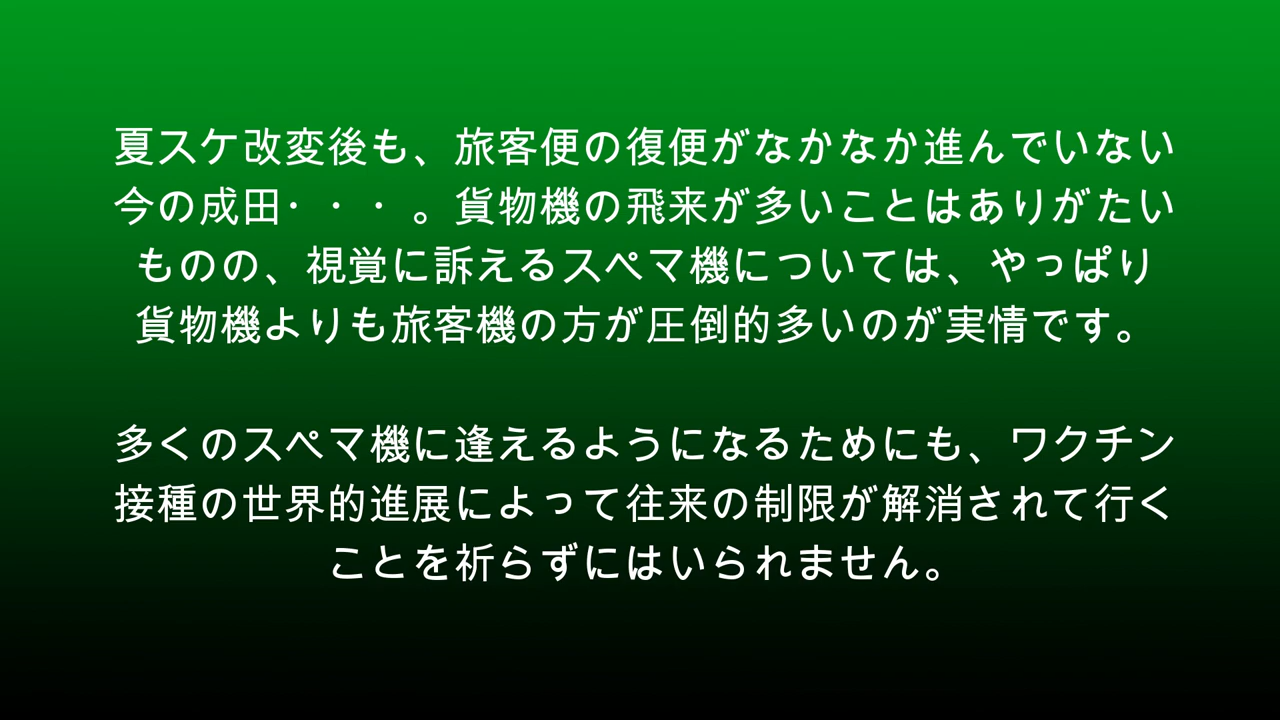 夏スケ改変後も、旅客便の復便がなかなか進んでいない
今の成田・・・。貨物機の飛来が多いことはありがたい
ものの、視覚に訴えるスペマ機については、やっぱり
貨物機よりも旅客機の方が圧倒的多いのが実情です。
多くのスペマ機に逢えるようになるためにも、ワクチン
接種の世界的進展によって往来の制限が解消されて行く
ことを祈らずにはいられません。